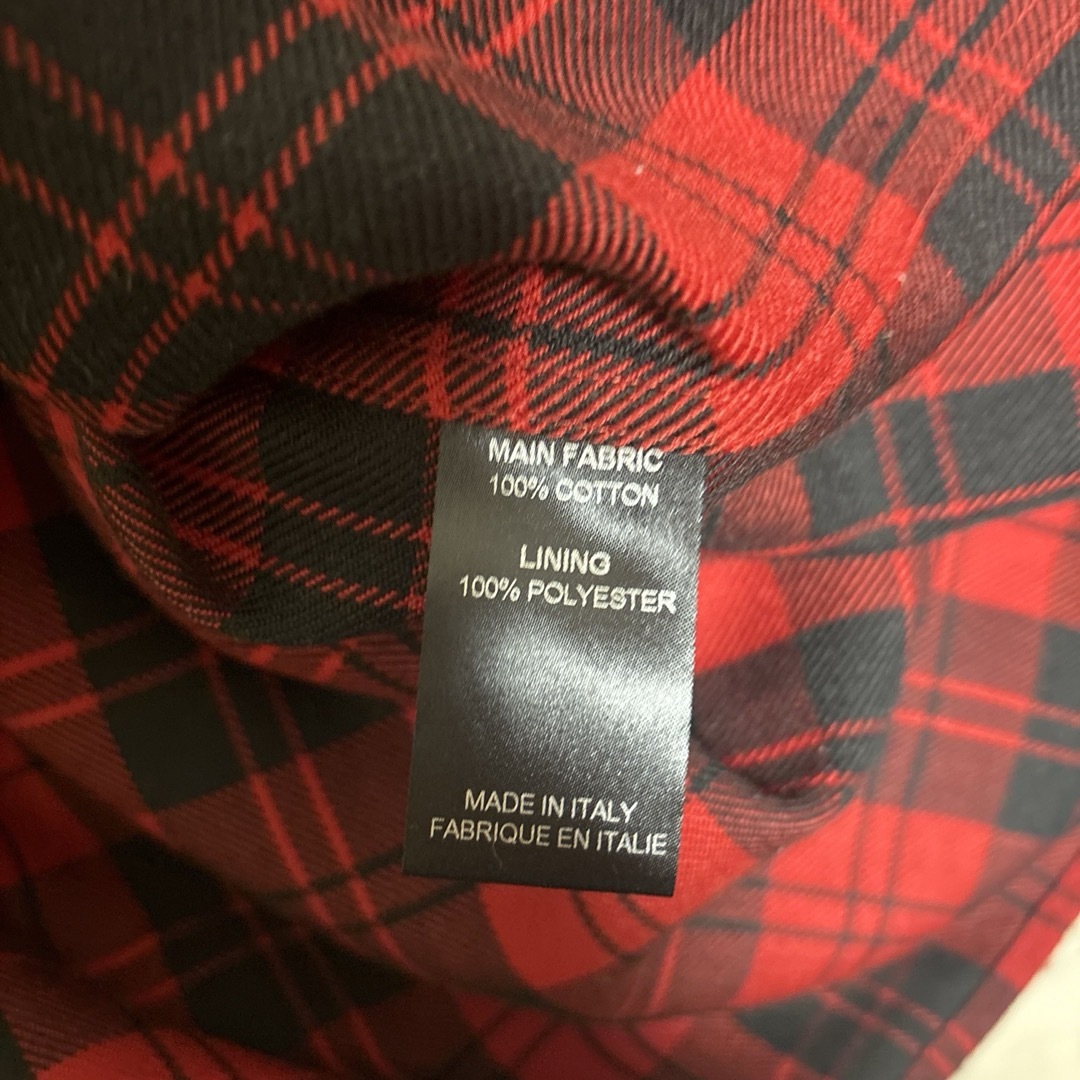 MAIN FABRIC
100% COTTON
LINING
100% POLYESTER
MADE IN ITALY
FABRIQUE EN ITALIE